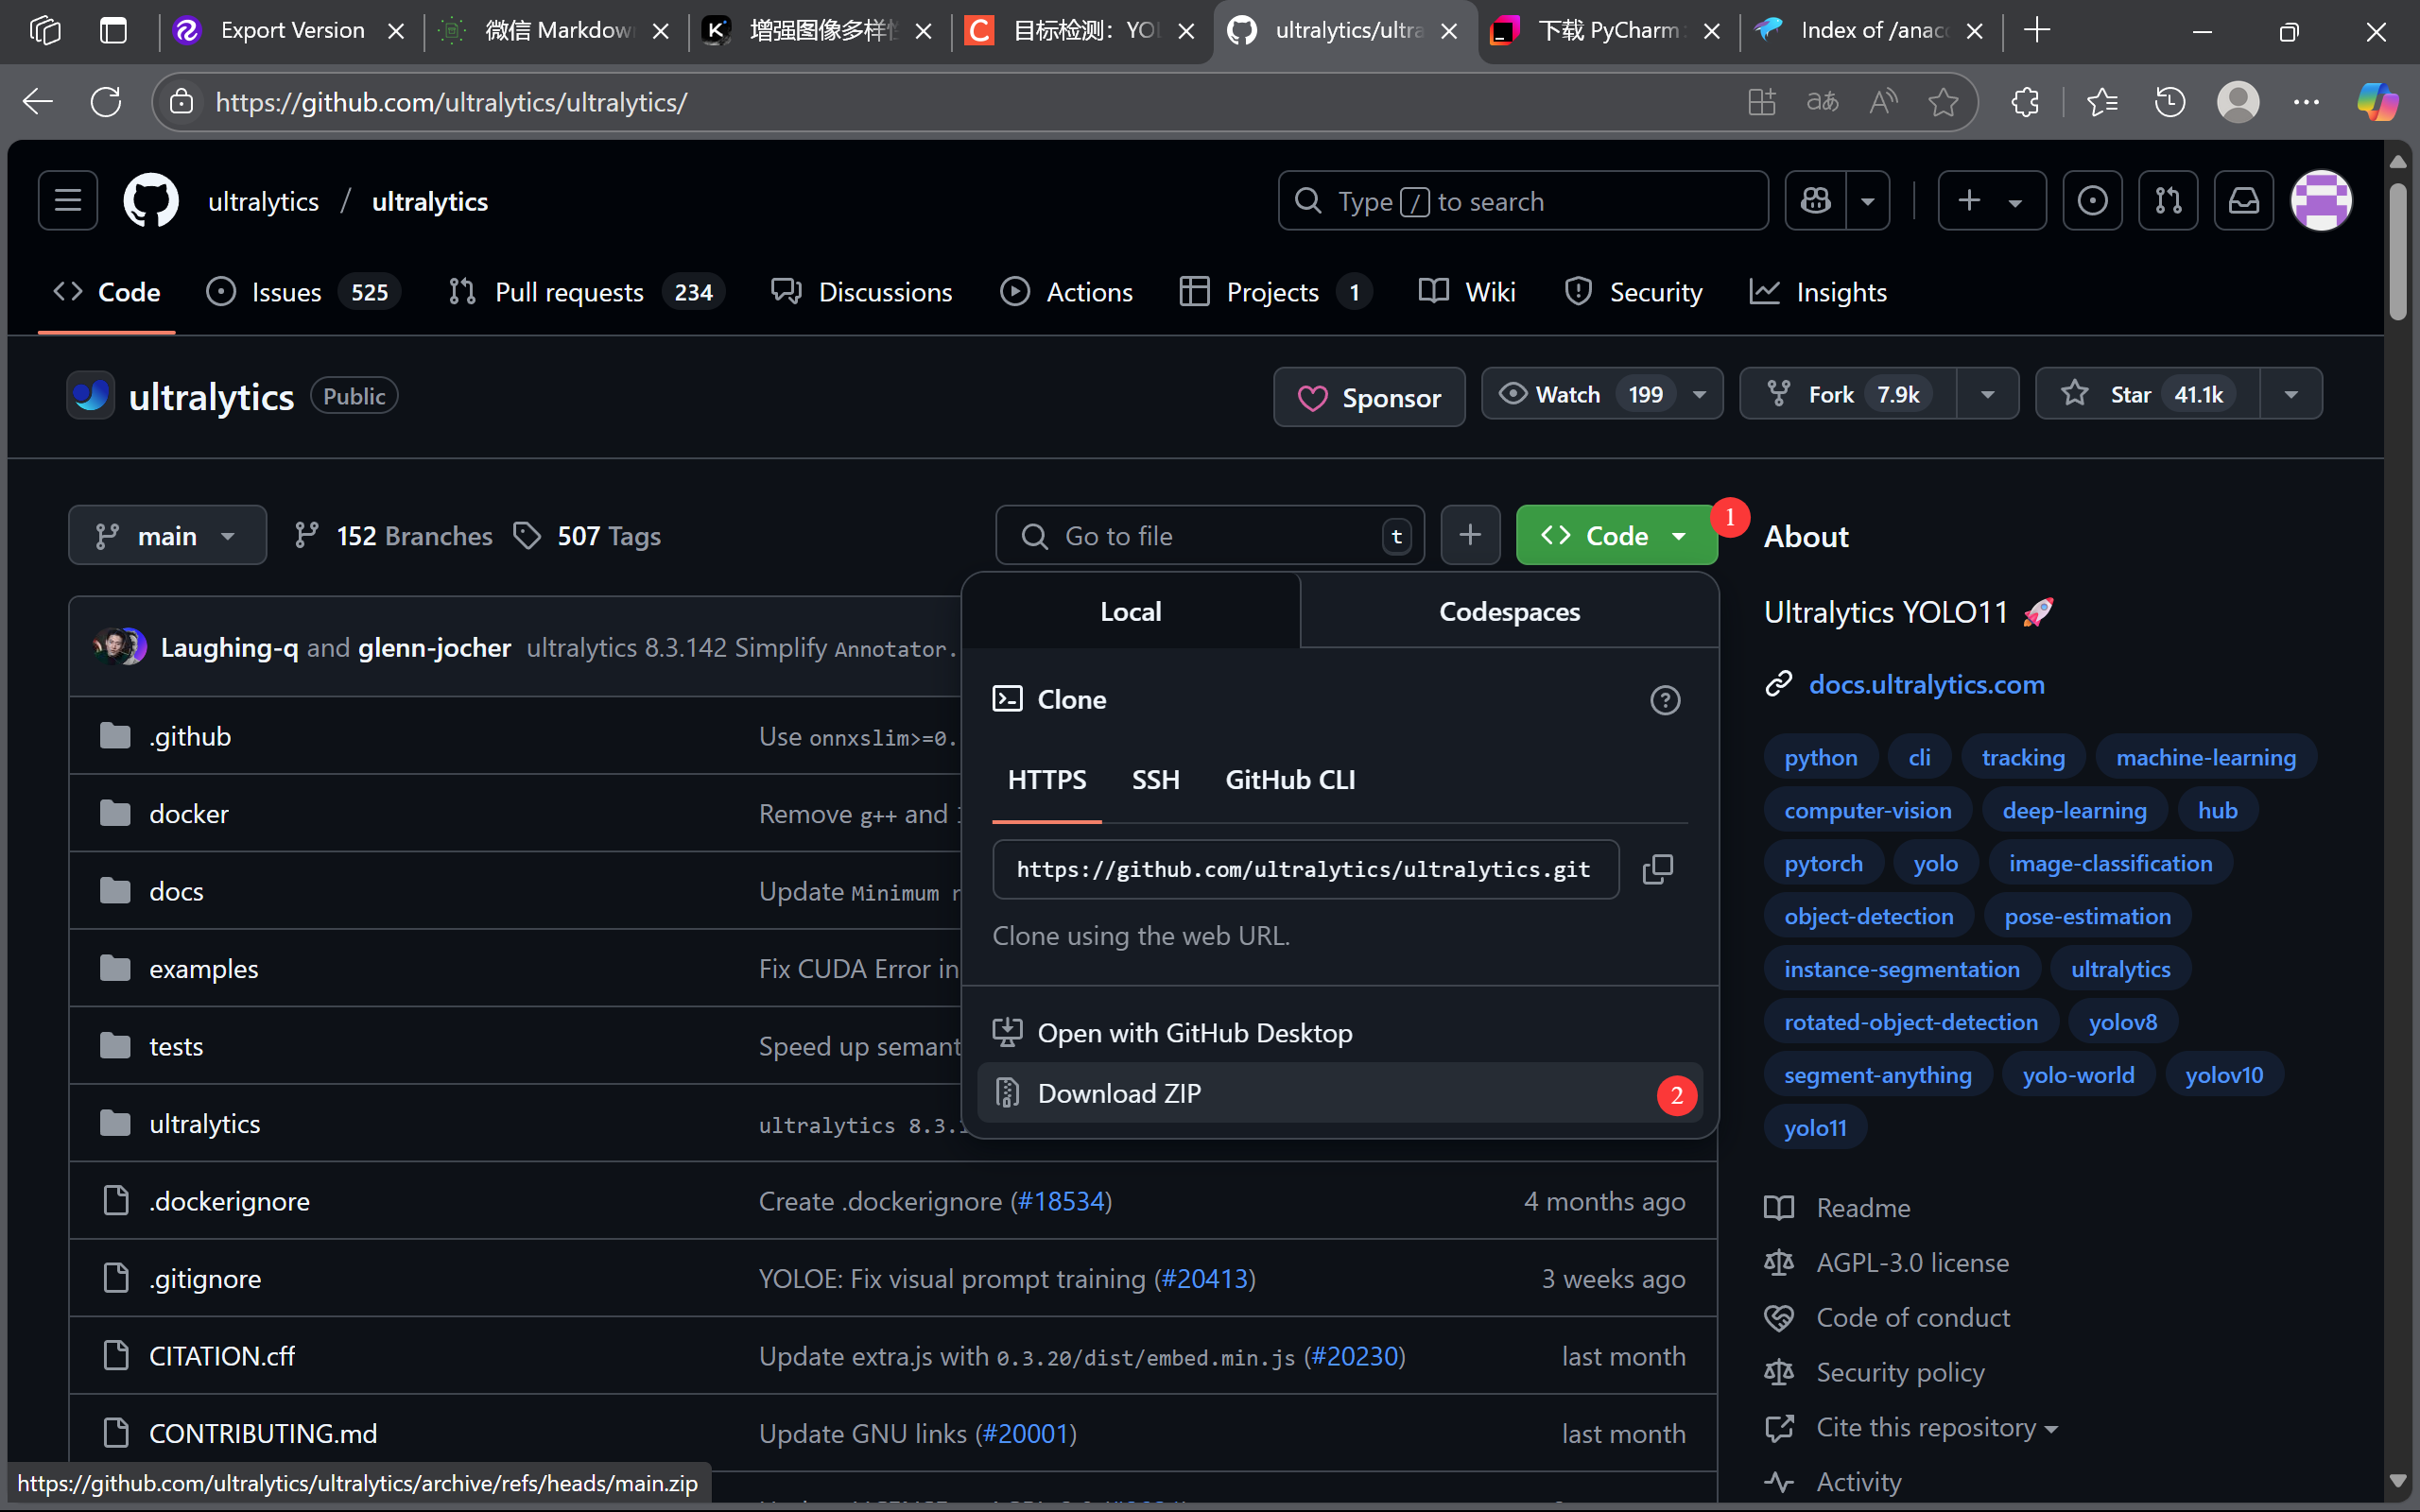 Export Version
微信 Markdow
增强图像多样性
目标检测：YOL
ultralytics/ultra
下载 PyCharm
Index of /anac
https://github.com/ultralytics/ultralytics/
ultralytics / ultralytics
Type / to search
Code
Issues 525
Pull requests 234
Discussions
Actions
Projects 1
Wiki
Security
Insights
ultralytics Public
Sponsor
Watch 199
Fork 7.9k
Star 41.1k
main
152 Branches
507 Tags
Go to file t
Code
1
Laughing-q and glenn-jocher ultralytics 8.3.142 Simplify Annotator.
.github Use onnxslim>=0.
docker Remove g++ and
docs Update Minimum r
examples Fix CUDA Error in
tests Speed up semant
ultralytics ultralytics 8.3.
.dockerignore Create .dockerignore (#18534) 4 months ago
.gitignore YOLOE: Fix visual prompt training (#20413) 3 weeks ago
CITATION.cff Update extra.js with 0.3.20/dist/embed.min.js (#20230) last month
CONTRIBUTING.md Update GNU links (#20001) last month
Local
Codespaces
Clone
HTTPS SSH GitHub CLI
https://github.com/ultralytics/ultralytics.git
Clone using the web URL.
Open with GitHub Desktop
Download ZIP 2
About
Ultralytics YOLO11 🚀
docs.ultralytics.com
python cli tracking machine-learning
computer-vision deep-learning hub
pytorch yolo image-classification
object-detection pose-estimation
instance-segmentation ultralytics
rotated-object-detection yolov8
segment-anything yolo-world yolov10
yolo11
Readme
AGPL-3.0 license
Code of conduct
Security policy
Cite this repository
Activity
https://github.com/ultralytics/ultralytics/archive/refs/heads/main.zip